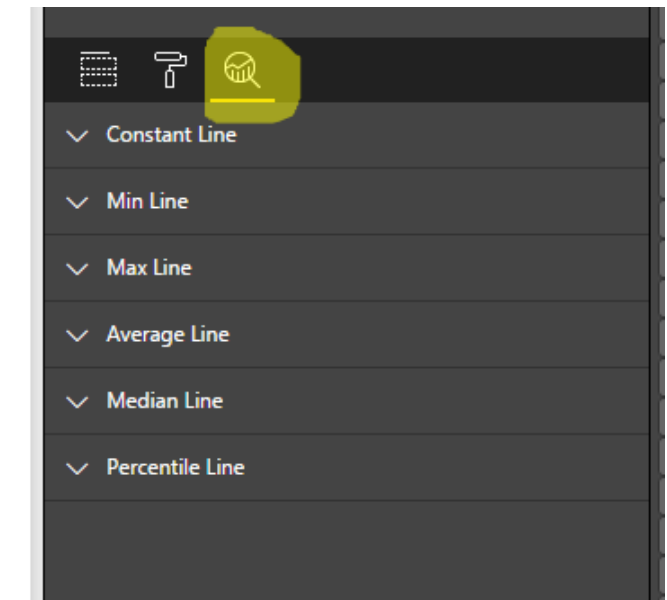 Constant Line
Min Line
Max Line
Average Line
Median Line
Percentile Line